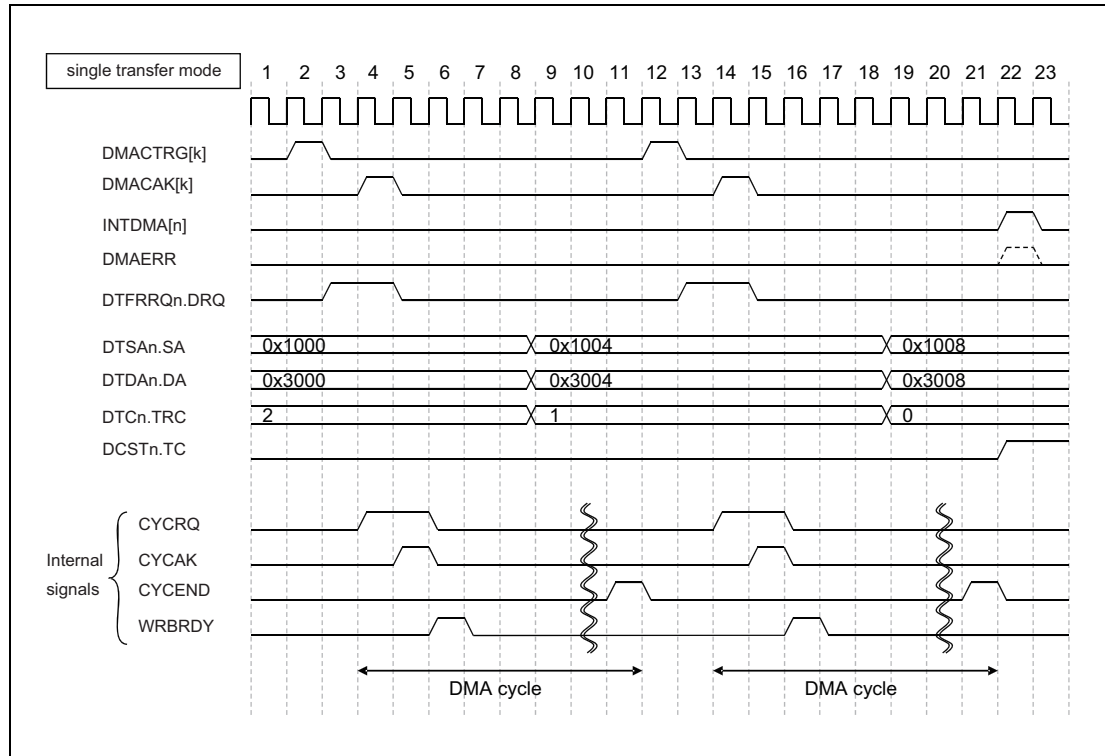 single transfer mode
1 2 3 4 5 6 7 8 9 10 11 12 13 14 15 16 17 18 19 20 21 22 23
DMACTRG[k]
DMACAK[k]
INTDMA[n]
DMAERR
DTFRRQn.DRQ
DTSAn.SA 0x1000 0x1004 0x1008
DTDAn.DA 0x3000 0x3004 0x3008
DTCn.TRC 2 1 0
DCSTn.TC
Internal signals
CYCRQ
CYCAK
CYCEND
WRBRDY
DMA cycle DMA cycle